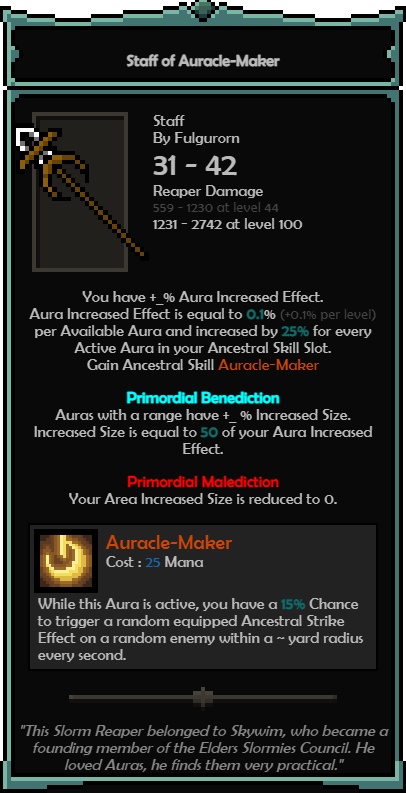 Staff of Auracle-Maker
Staff
By Fulgurorn
31 - 42
Reaper Damage
559 - 1230 at level 44
1231 - 2742 at level 100
You have +_% Aura Increased Effect.
Aura Increased Effect is equal to 0.1% (+0.1% per level)
per Available Aura and increased by 25% for every
Active Aura in your Ancestral Skill Slot.
Gain Ancestral Skill Auracle-Maker
Primordial Benediction
Auras with a range have +_ % Increased Size.
Increased Size is equal to 50 of your Aura Increased
Effect.
Primordial Malediction
Your Area Increased Size is reduced to 0.
Auracle-Maker
Cost : 25 Mana
While this Aura is active, you have a 15% Chance
to trigger a random equipped Ancestral Strike
Effect on a random enemy within a ~ yard radius
every second.
"This Slorm Reaper belonged to Skywim, who became a
founding member of the Elders Slormies Council. He
loved Auras, he finds them very practical."